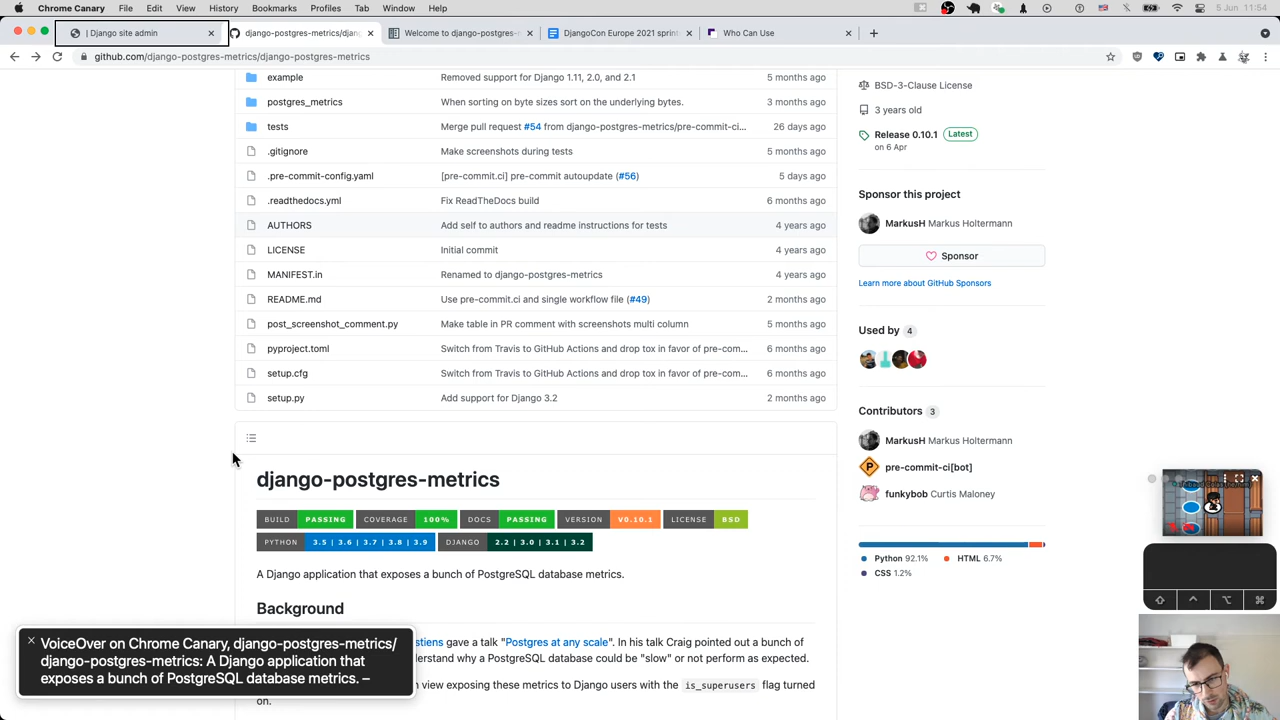 Chrome Canary File Edit View History Bookmarks Profiles Tab Window Help
5 Jun 11:54
| Django site admin
django-postgres-metrics/djang
Welcome to django-postgres-m
DjangoCon Europe 2021 sprint
Who Can Use
github.com/django-postgres-metrics/django-postgres-metrics
example Removed support for Django 1.11, 2.0, and 2.1 5 months ago
postgres_metrics When sorting on byte sizes sort on the underlying bytes. 3 months ago
tests Merge pull request #54 from django-postgres-metrics/pre-commit-ci… 26 days ago
.gitignore Make screenshots during tests 5 months ago
.pre-commit-config.yaml [pre-commit.ci] pre-commit autoupdate (#56) 5 days ago
.readthedocs.yml Fix ReadTheDocs build 6 months ago
AUTHORS Add self to authors and readme instructions for tests 4 years ago
LICENSE Initial commit 4 years ago
MANIFEST.in Renamed to django-postgres-metrics 4 years ago
README.md Use pre-commit.ci and single workflow file (#49) 2 months ago
post_screenshot_comment.py Make table in PR comment with screenshots multi column 5 months ago
pyproject.toml Switch from Travis to GitHub Actions and drop tox in favor of pre-com… 6 months ago
setup.cfg Switch from Travis to GitHub Actions and drop tox in favor of pre-com… 6 months ago
setup.py Add support for Django 3.2 2 months ago
django-postgres-metrics
BUILD PASSING COVERAGE 100% DOCS PASSING VERSION V0.10.1 LICENSE BSD
PYTHON 3.5 | 3.6 | 3.7 | 3.8 | 3.9 DJANGO 2.2 | 3.0 | 3.1 | 3.2
A Django application that exposes a bunch of PostgreSQL database metrics.
Background
stiens gave a talk "Postgres at any scale". In his talk Craig pointed out a bunch of
derstand why a PostgreSQL database could be "slow" or not perform as expected.
n view exposing these metrics to Django users with the is_superusers flag turned
on.
BSD-3-Clause License
3 years old
Release 0.10.1 Latest
on 6 Apr
Sponsor this project
MarkusH Markus Holtermann
Sponsor
Learn more about GitHub Sponsors
Used by 4
Contributors 3
MarkusH Markus Holtermann
pre-commit-ci[bot]
funkybob Curtis Maloney
Python 92.1% HTML 6.7%
CSS 1.2%
VoiceOver on Chrome Canary, django-postgres-metrics/
django-postgres-metrics: A Django application that
exposes a bunch of PostgreSQL database metrics. –